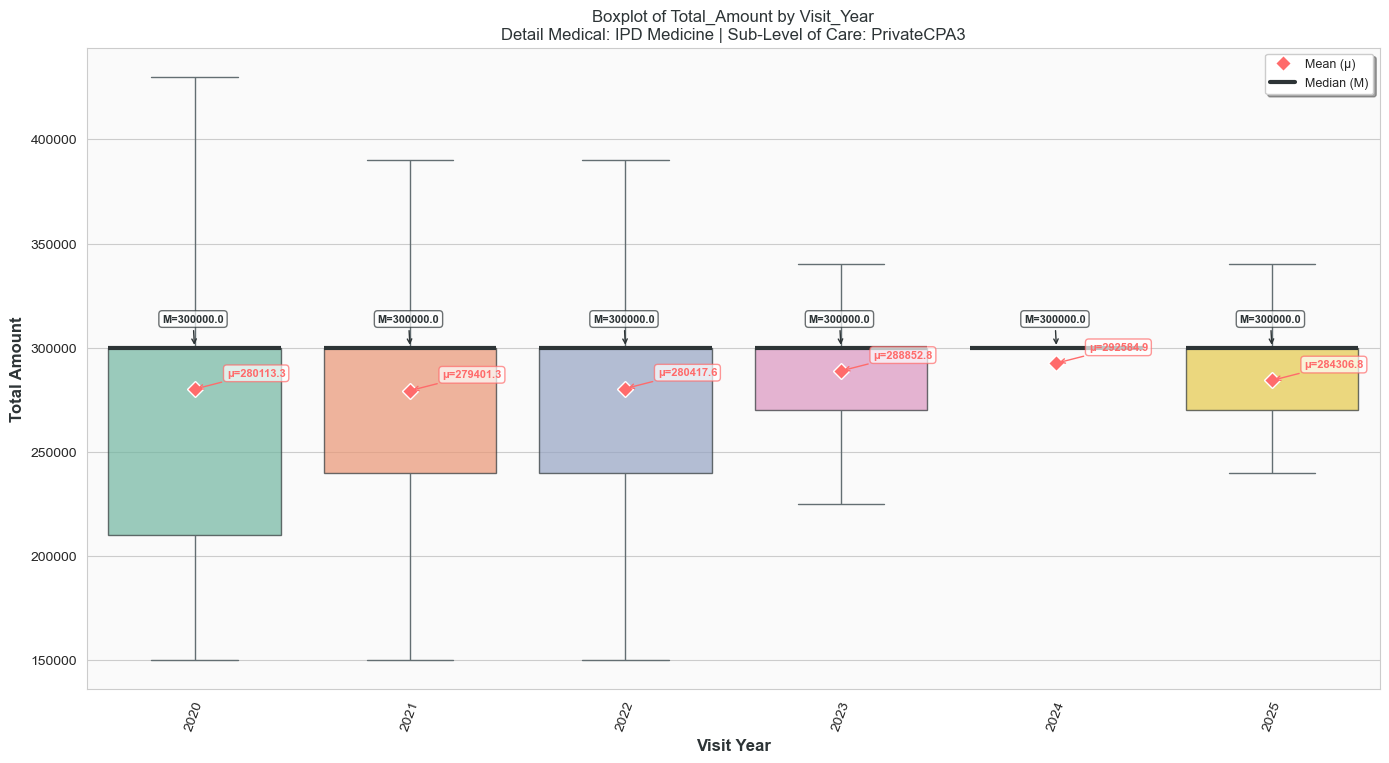 Boxplot of Total_Amount by Visit_Year
Detail Medical: IPD Medicine | Sub-Level of Care: PrivateCPA3
Mean (μ)
Median (M)
Total Amount
400000
350000
300000
250000
200000
150000
M=300000.0
M=300000.0
M=300000.0
M=300000.0
M=300000.0
M=300000.0
μ=280113.3
μ=279401.3
μ=280417.6
μ=288852.8
μ=292584.9
μ=284306.8
2020
2021
2022
2023
2024
2025
Visit Year